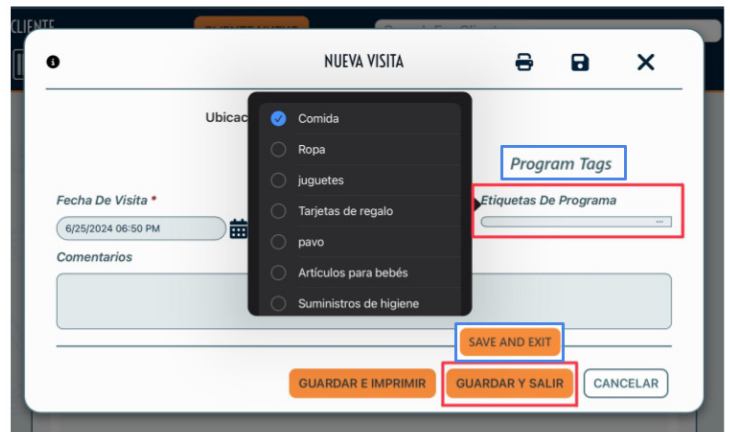 CLIENTE
CLIENTE NUEVO
NUEVA VISITA
Ubicac
Comida
Ropa
juguetes
Tarjetas de regalo
pavo
Artículos para bebés
Suministros de higiene
Program Tags
Fecha De Visita *
Etiquetas De Programa
6/25/2024 06:50 PM
Comentarios
SAVE AND EXIT
GUARDAR E IMPRIMIR
GUARDAR Y SALIR
CANCELAR